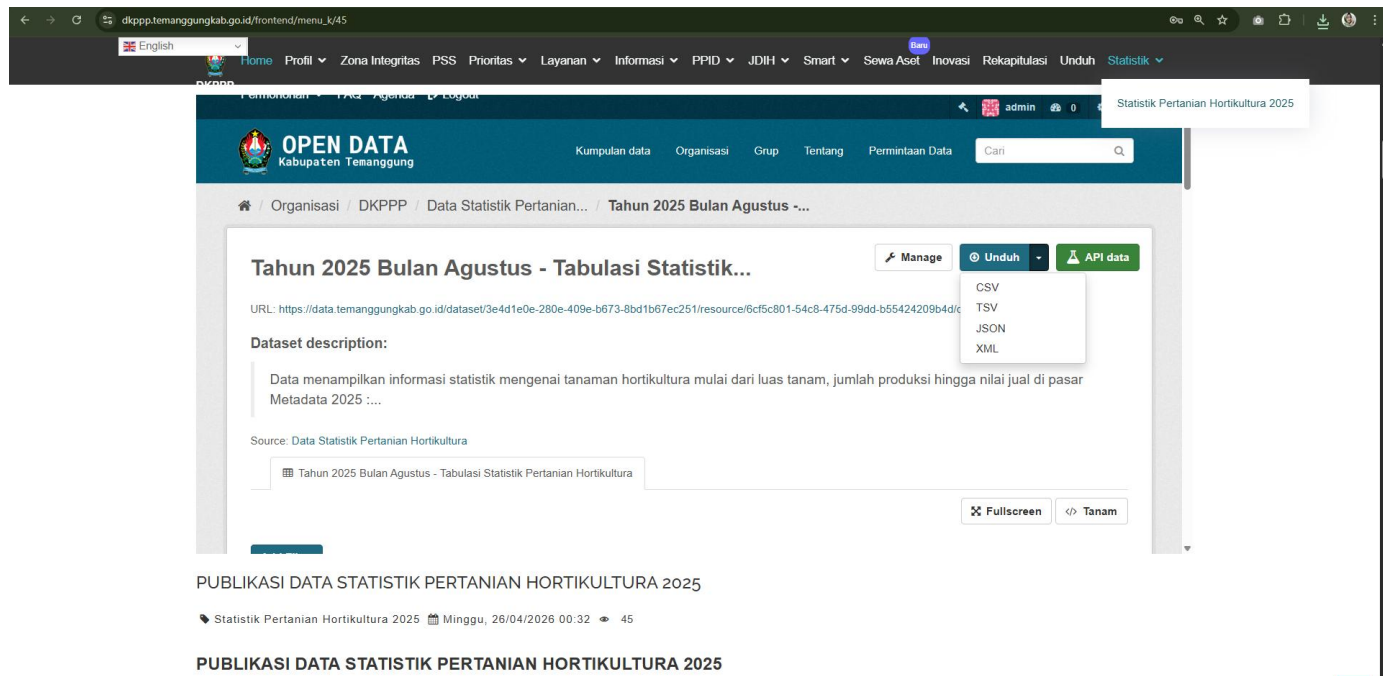 dkppp.temanggungkab.go.id/frontend/menu_k/45
English
Baru
Home Profil Zona Integritas PSS Prioritas Layanan Informasi PPID JDIH Smart Sewa Aset Inovasi Rekapitulasi Unduh Statistik
DKPPP
Statistik Pertanian Hortikultura 2025
Permohonan FAQ Agenda Logout
admin 0
OPEN DATA
Kabupaten Temanggung
Kumpulan data Organisasi Grup Tentang Permintaan Data Cari
/ Organisasi / DKPPP / Data Statistik Pertanian... / Tahun 2025 Bulan Agustus -...
Manage Unduh API data
Tahun 2025 Bulan Agustus - Tabulasi Statistik...
CSV
TSV
JSON
XML
URL: https://data.temanggungkab.go.id/dataset/3e4d1e0e-280e-409e-b673-8bd1b67ec251/resource/6cf5c801-54c8-475d-99dd-b55424209b4d/
Dataset description:
Data menampilkan informasi statistik mengenai tanaman hortikultura mulai dari luas tanam, jumlah produksi hingga nilai jual di pasar
Metadata 2025 :...
Source: Data Statistik Pertanian Hortikultura
Tahun 2025 Bulan Agustus - Tabulasi Statistik Pertanian Hortikultura
Fullscreen Tanam
PUBLIKASI DATA STATISTIK PERTANIAN HORTIKULTURA 2025
Statistik Pertanian Hortikultura 2025 Minggu, 26/04/2026 00:32 45
PUBLIKASI DATA STATISTIK PERTANIAN HORTIKULTURA 2025